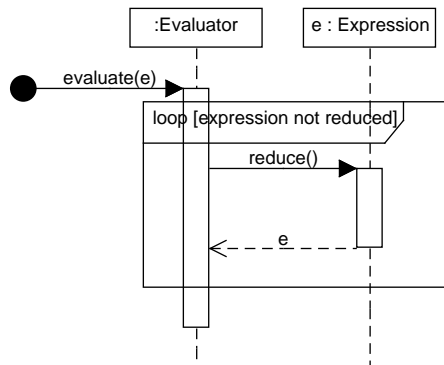 :Evaluator
e : Expression
evaluate(e)
loop [expression not reduced]
reduce()
e